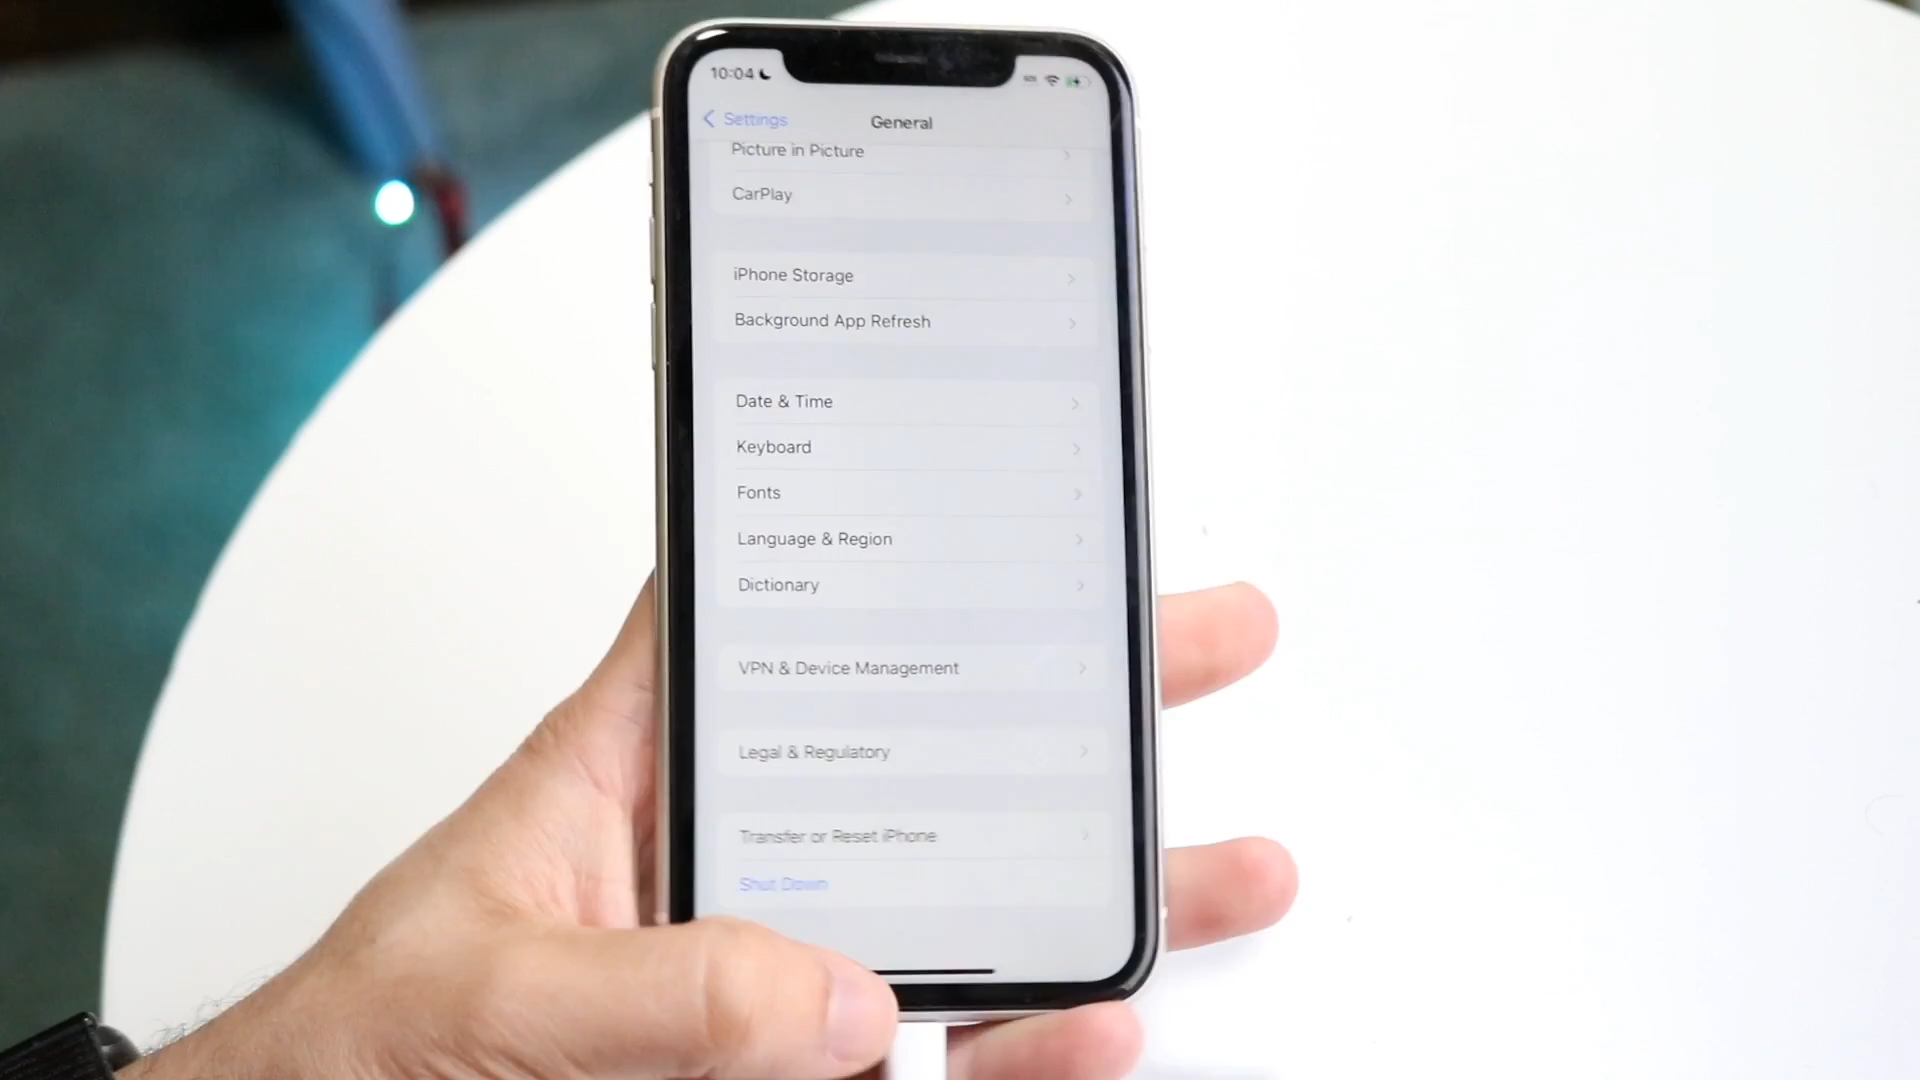 10:04
Settings
General
Picture in Picture
CarPlay
iPhone Storage
Background App Refresh
Date & Time
Keyboard
Fonts
Language & Region
Dictionary
VPN & Device Management
Legal & Regulatory
Transfer or Reset iPhone
Shut Down